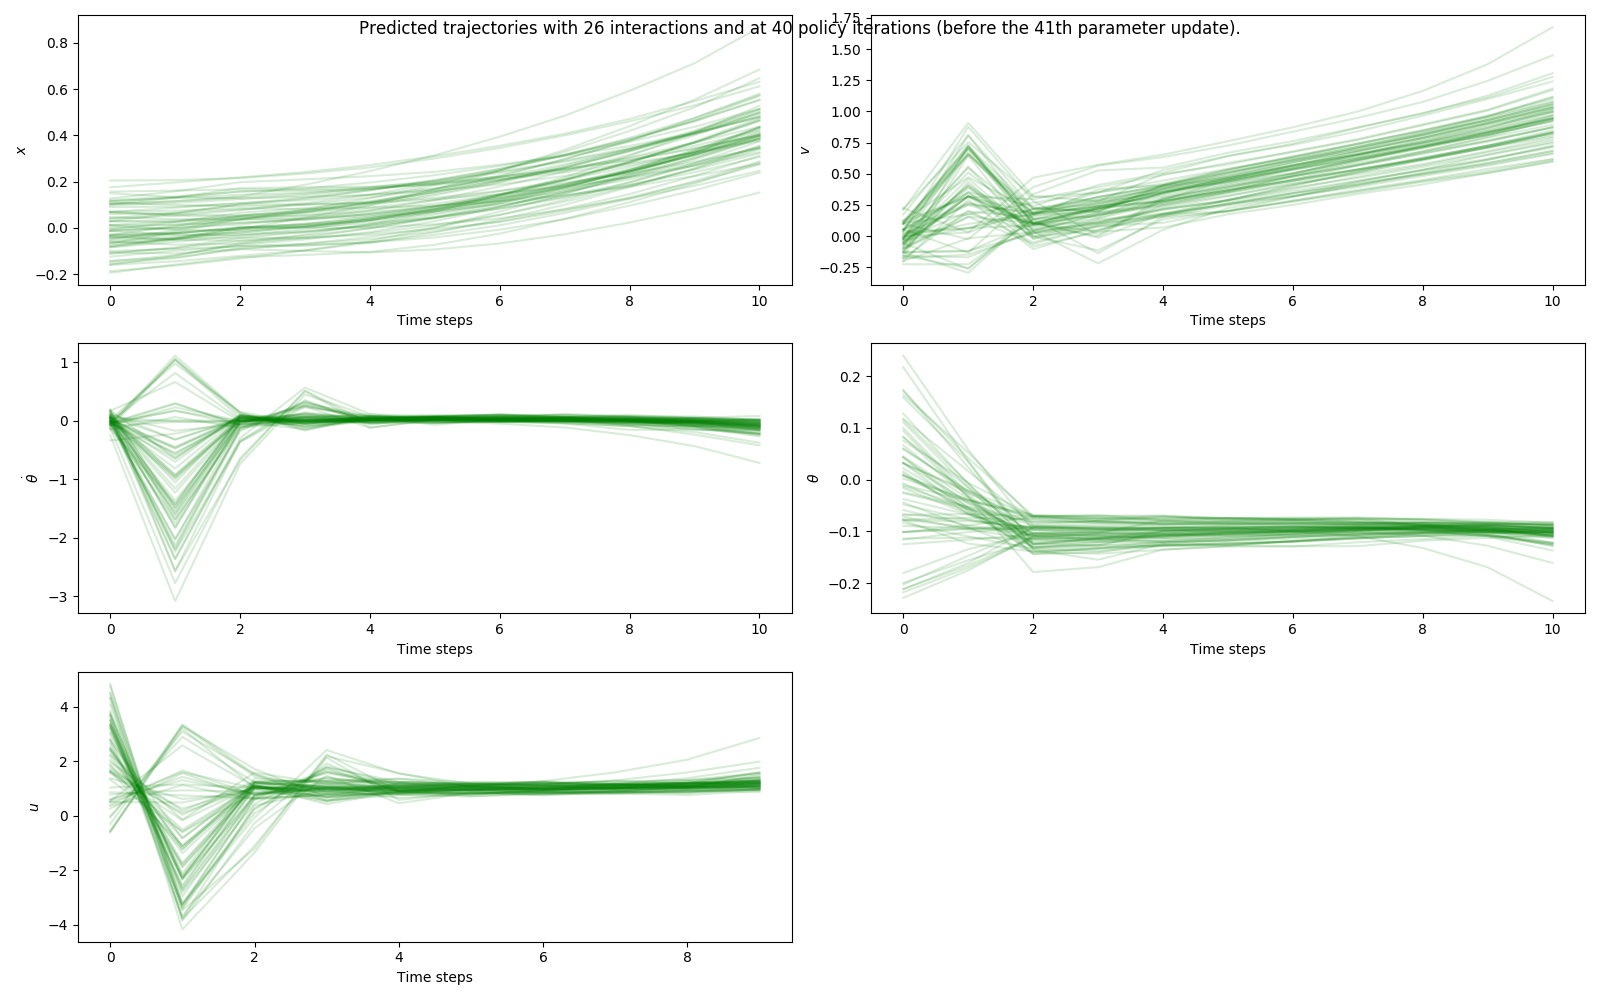 Predicted trajectories with 26 interactions and at 40 policy iterations (before the 41th parameter update).
0.8
0.6
0.4
0.2
0.0
−0.2
x
0 2 4 6 8 10
Time steps
1.75
1.50
1.25
1.00
0.75
0.50
0.25
0.00
−0.25
v
0 2 4 6 8 10
Time steps
1
0
−1
−2
−3
θ̇
0 2 4 6 8 10
Time steps
0.2
0.1
0.0
−0.1
−0.2
θ
0 2 4 6 8 10
Time steps
4
2
0
−2
−4
u
0 2 4 6 8
Time steps